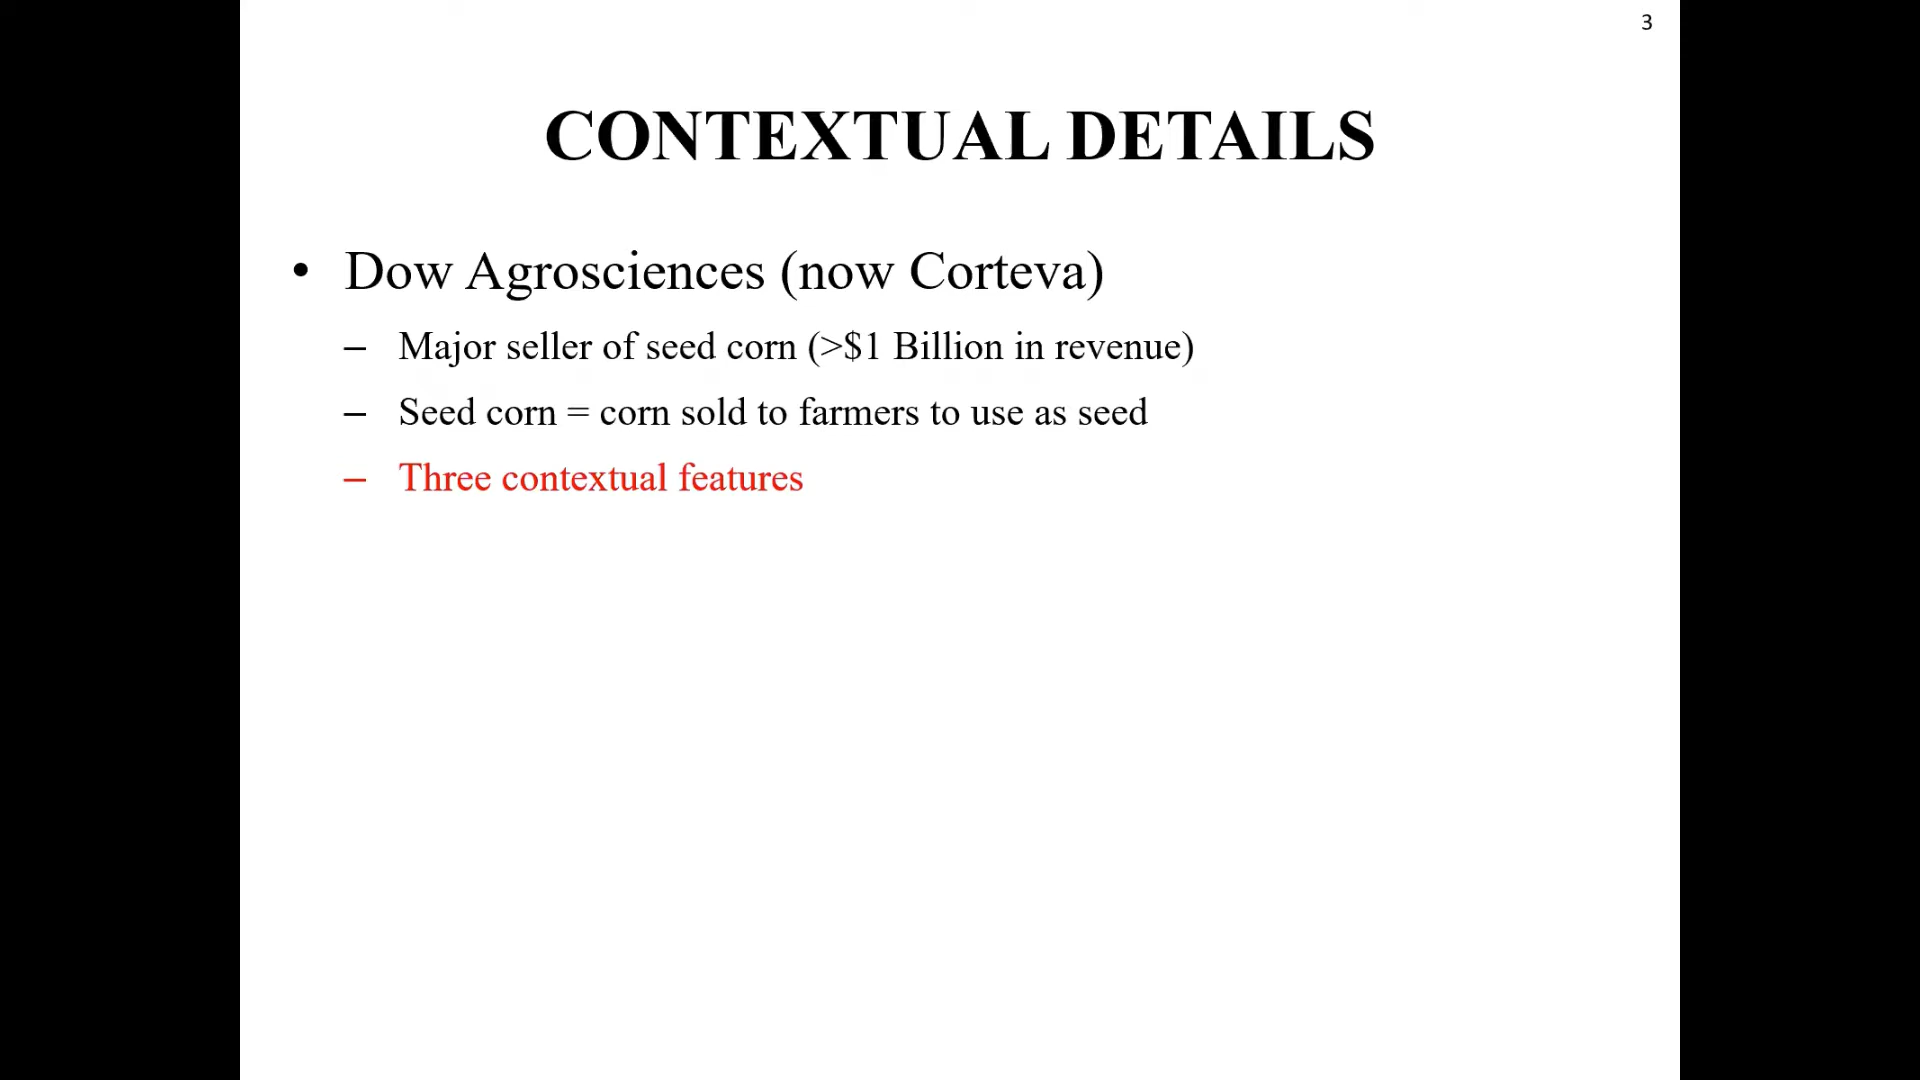 3
CONTEXTUAL DETAILS
• Dow Agrosciences (now Corteva)
– Major seller of seed corn (>$1 Billion in revenue)
– Seed corn = corn sold to farmers to use as seed
– Three contextual features